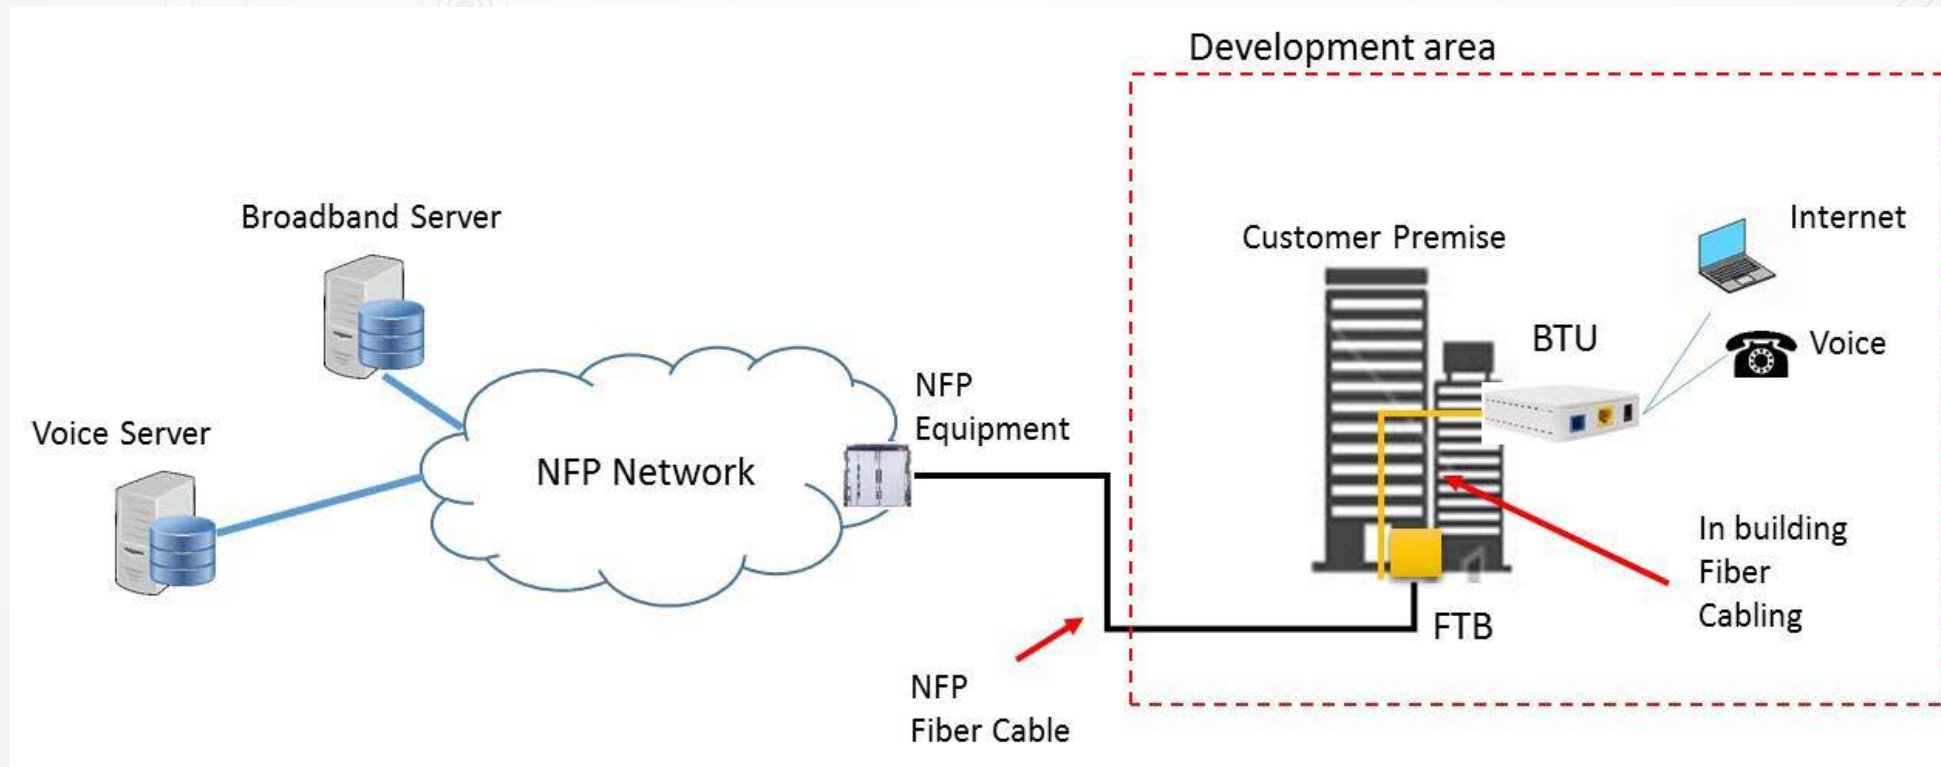 Development area
Broadband Server
Customer Premise
Internet
BTU
Voice
NFP
Equipment
Voice Server
NFP Network
In building
Fiber
Cabling
FTB
NFP
Fiber Cable